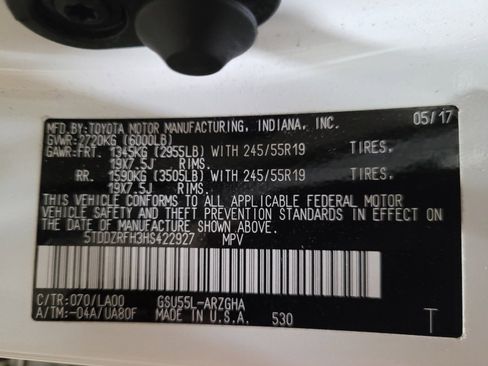 MFD.BY:TOYOTA MOTOR MANUFACTURING, INDIANA, INC. 05/17
GVWR:2720KG (6000LB)
GAWR:FRT. 1345KG (2955LB) WITH 245/55R19 TIRES.
19X7.5J RIMS.
RR. 1590KG (3505LB) WITH 245/55R19 TIRES.
19X7.5J RIMS.
THIS VEHICLE CONFORMS TO ALL APPLICABLE FEDERAL MOTOR
VEHICLE SAFETY AND THEFT PREVENTION STANDARDS IN EFFECT ON
THE DATE OF MANUFACTURE SHOWN ABOVE.
5TDDZRFH3HS422927 MPV
C/TR:070/LA00 GSU55L-ARZGHA
A/TM:-04A/UA80F MADE IN U.S.A. 530 T